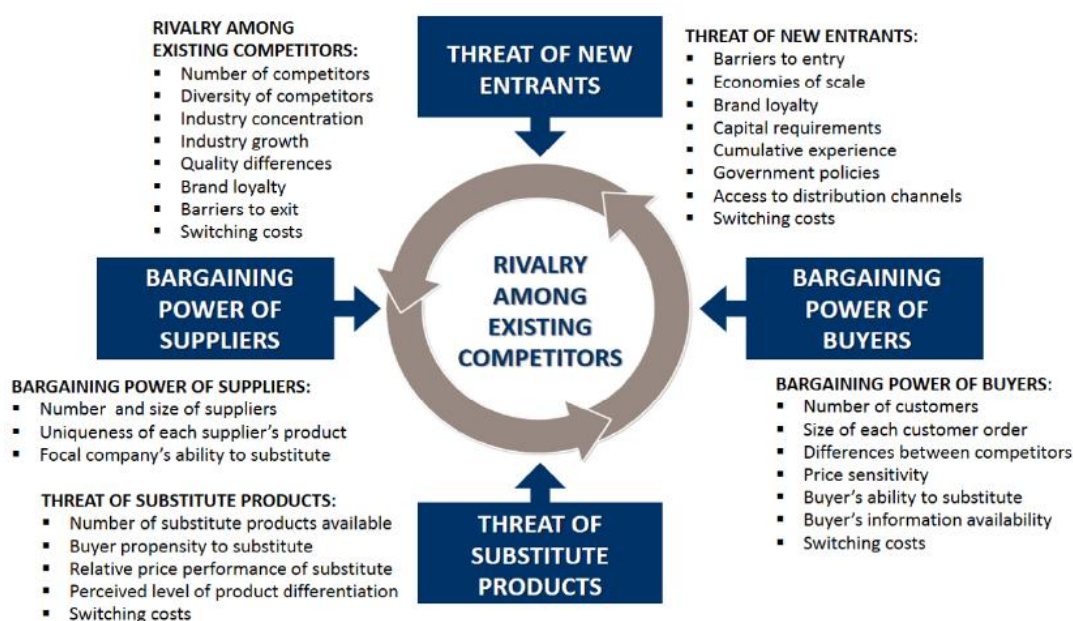 RIVALRY AMONG
EXISTING COMPETITORS:
▪ Number of competitors
▪ Diversity of competitors
▪ Industry concentration
▪ Industry growth
▪ Quality differences
▪ Brand loyalty
▪ Barriers to exit
▪ Switching costs
THREAT OF NEW
ENTRANTS
THREAT OF NEW ENTRANTS:
▪ Barriers to entry
▪ Economies of scale
▪ Brand loyalty
▪ Capital requirements
▪ Cumulative experience
▪ Government policies
▪ Access to distribution channels
▪ Switching costs
BARGAINING
POWER OF
SUPPLIERS
RIVALRY
AMONG
EXISTING
COMPETITORS
BARGAINING
POWER OF
BUYERS
BARGAINING POWER OF SUPPLIERS:
▪ Number and size of suppliers
▪ Uniqueness of each supplier's product
▪ Focal company's ability to substitute
BARGAINING POWER OF BUYERS:
▪ Number of customers
▪ Size of each customer order
▪ Differences between competitors
▪ Price sensitivity
▪ Buyer's ability to substitute
▪ Buyer's information availability
▪ Switching costs
THREAT OF SUBSTITUTE PRODUCTS:
▪ Number of substitute products available
▪ Buyer propensity to substitute
▪ Relative price performance of substitute
▪ Perceived level of product differentiation
▪ Switching costs
THREAT OF
SUBSTITUTE
PRODUCTS